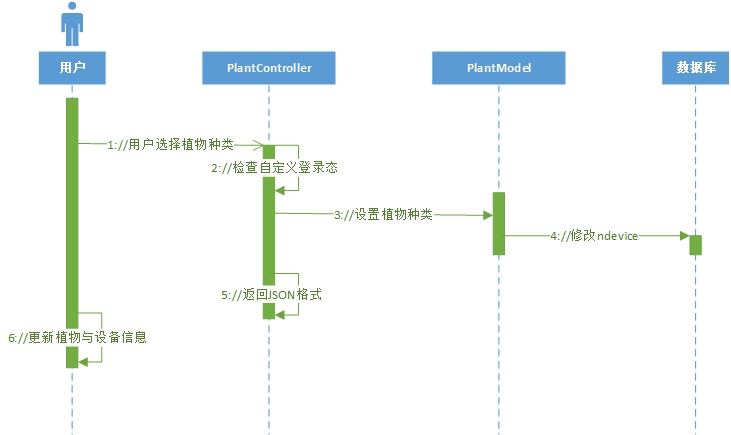 用户
PlantController
PlantModel
数据库
1://用户选择植物种类
2://检查自定义登录态
3://设置植物种类
4://修改ndevice
5://返回JSON格式
6://更新植物与设备信息